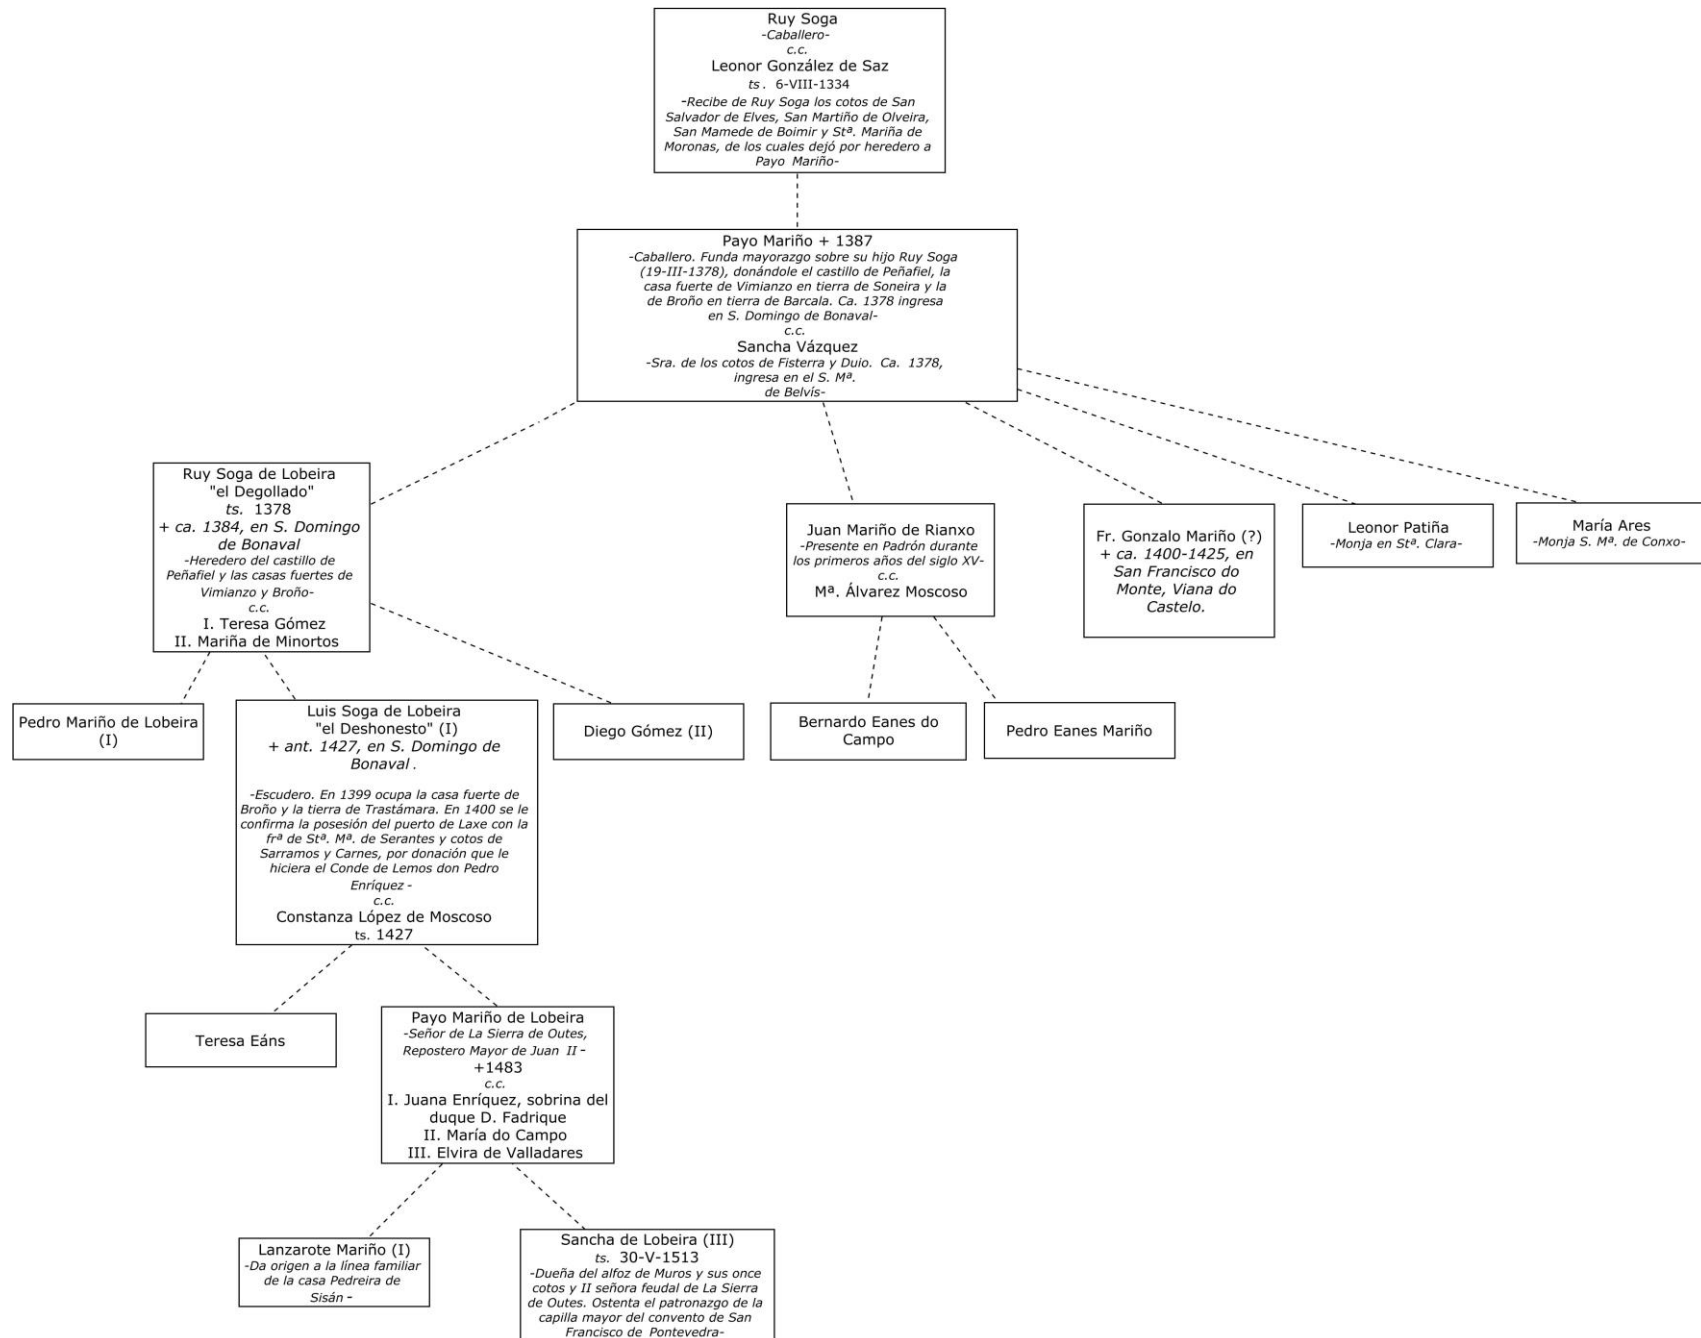 Ruy Soga
-Caballero-
c.c.
Leonor González de Saz
ts. 6-VIII-1334
-Recibe de Ruy Soga los cotos de San
Salvador de Elves, San Martiño de Olveira,
San Mamede de Boimir y Stª. Mariña de
Moronas, de los cuales dejó por heredero a
Payo Mariño-
Payo Mariño + 1387
-Caballero. Funda mayorazgo sobre su hijo Ruy Soga
(19-III-1378), donándole el castillo de Peñafiel, la
casa fuerte de Vimianzo en tierra de Soneira y la
de Broño en tierra de Barcala. Ca. 1378 ingresa
en S. Domingo de Bonaval-
c.c.
Sancha Vázquez
-Sra. de los cotos de Fisterra y Duio. Ca. 1378,
ingresa en el S. Mª.
de Belvís-
Ruy Soga de Lobeira
"el Degollado"
ts. 1378
+ ca. 1384, en S. Domingo
de Bonaval
-Heredero del castillo de
Peñafiel y las casas fuertes de
Vimianzo y Broño-
c.c.
I. Teresa Gómez
II. Mariña de Minortos
Juan Mariño de Rianxo
-Presente en Padrón durante
los primeros años del siglo XV-
c.c.
Mª. Álvarez Moscoso
Fr. Gonzalo Mariño (?)
+ ca. 1400-1425, en
San Francisco do
Monte, Viana do
Castelo.
Leonor Patiña
-Monja en Stª. Clara-
María Ares
-Monja S. Mª. de Conxo-
Pedro Mariño de Lobeira
(I)
Luis Soga de Lobeira
"el Deshonesto" (I)
+ ant. 1427, en S. Domingo de
Bonaval.
-Escudero. En 1399 ocupa la casa fuerte de
Broño y la tierra de Trastámara. En 1400 se le
confirma la posesión del puerto de Laxe con la
frª de Stª. Mª. de Serantes y cotos de
Sarramos y Carnes, por donación que le
hiciera el Conde de Lemos don Pedro
Enríquez -
c.c.
Constanza López de Moscoso
ts. 1427
Diego Gómez (II)
Bernardo Eanes do
Campo
Pedro Eanes Mariño
Teresa Eáns
Payo Mariño de Lobeira
-Señor de La Sierra de Outes,
Repostero Mayor de Juan II -
+1483
c.c.
I. Juana Enríquez, sobrina del
duque D. Fadrique
II. María do Campo
III. Elvira de Valladares
Lanzarote Mariño (I)
-Da origen a la línea familiar
de la casa Pedreira de
Sisán -
Sancha de Lobeira (III)
ts. 30-V-1513
-Dueña del alfoz de Muros y sus once
cotos y II señora feudal de La Sierra
de Outes. Ostenta el patronazgo de la
capilla mayor del convento de San
Francisco de Pontevedra-